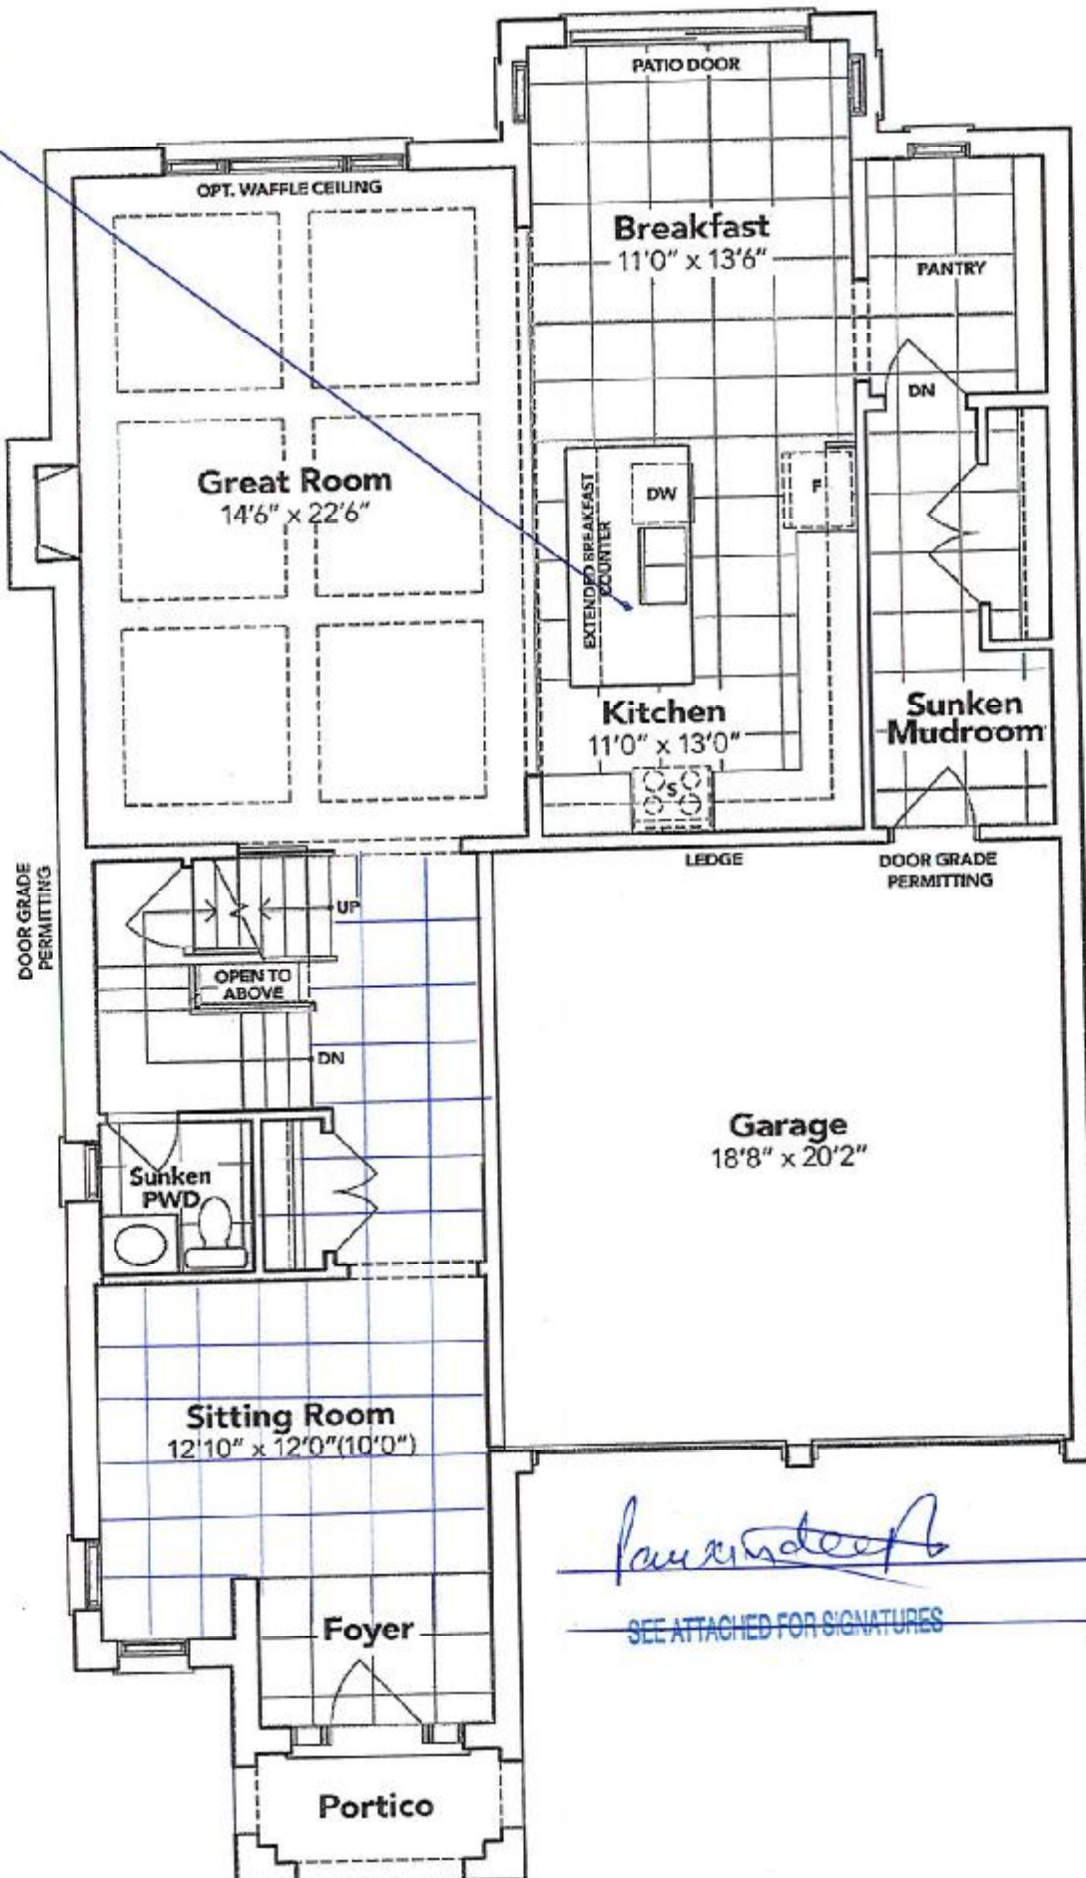 PATIO DOOR
OPT. WAFFLE CEILING
Breakfast
11'0" x 13'6"
PANTRY
DN
Great Room
14'6" x 22'6"
EXTENDED BREAKFAST
COUNTER
DW
F
Kitchen
11'0" x 13'0"
S
Sunken
Mudroom
LEDGE
DOOR GRADE
PERMITTING
DOOR GRADE
PERMITTING
UP
OPEN TO
ABOVE
DN
Garage
18'8" x 20'2"
Sunken
PWD
Sitting Room
12'10" x 12'0"(10'0")
Foyer
SEE ATTACHED FOR SIGNATURES
Portico